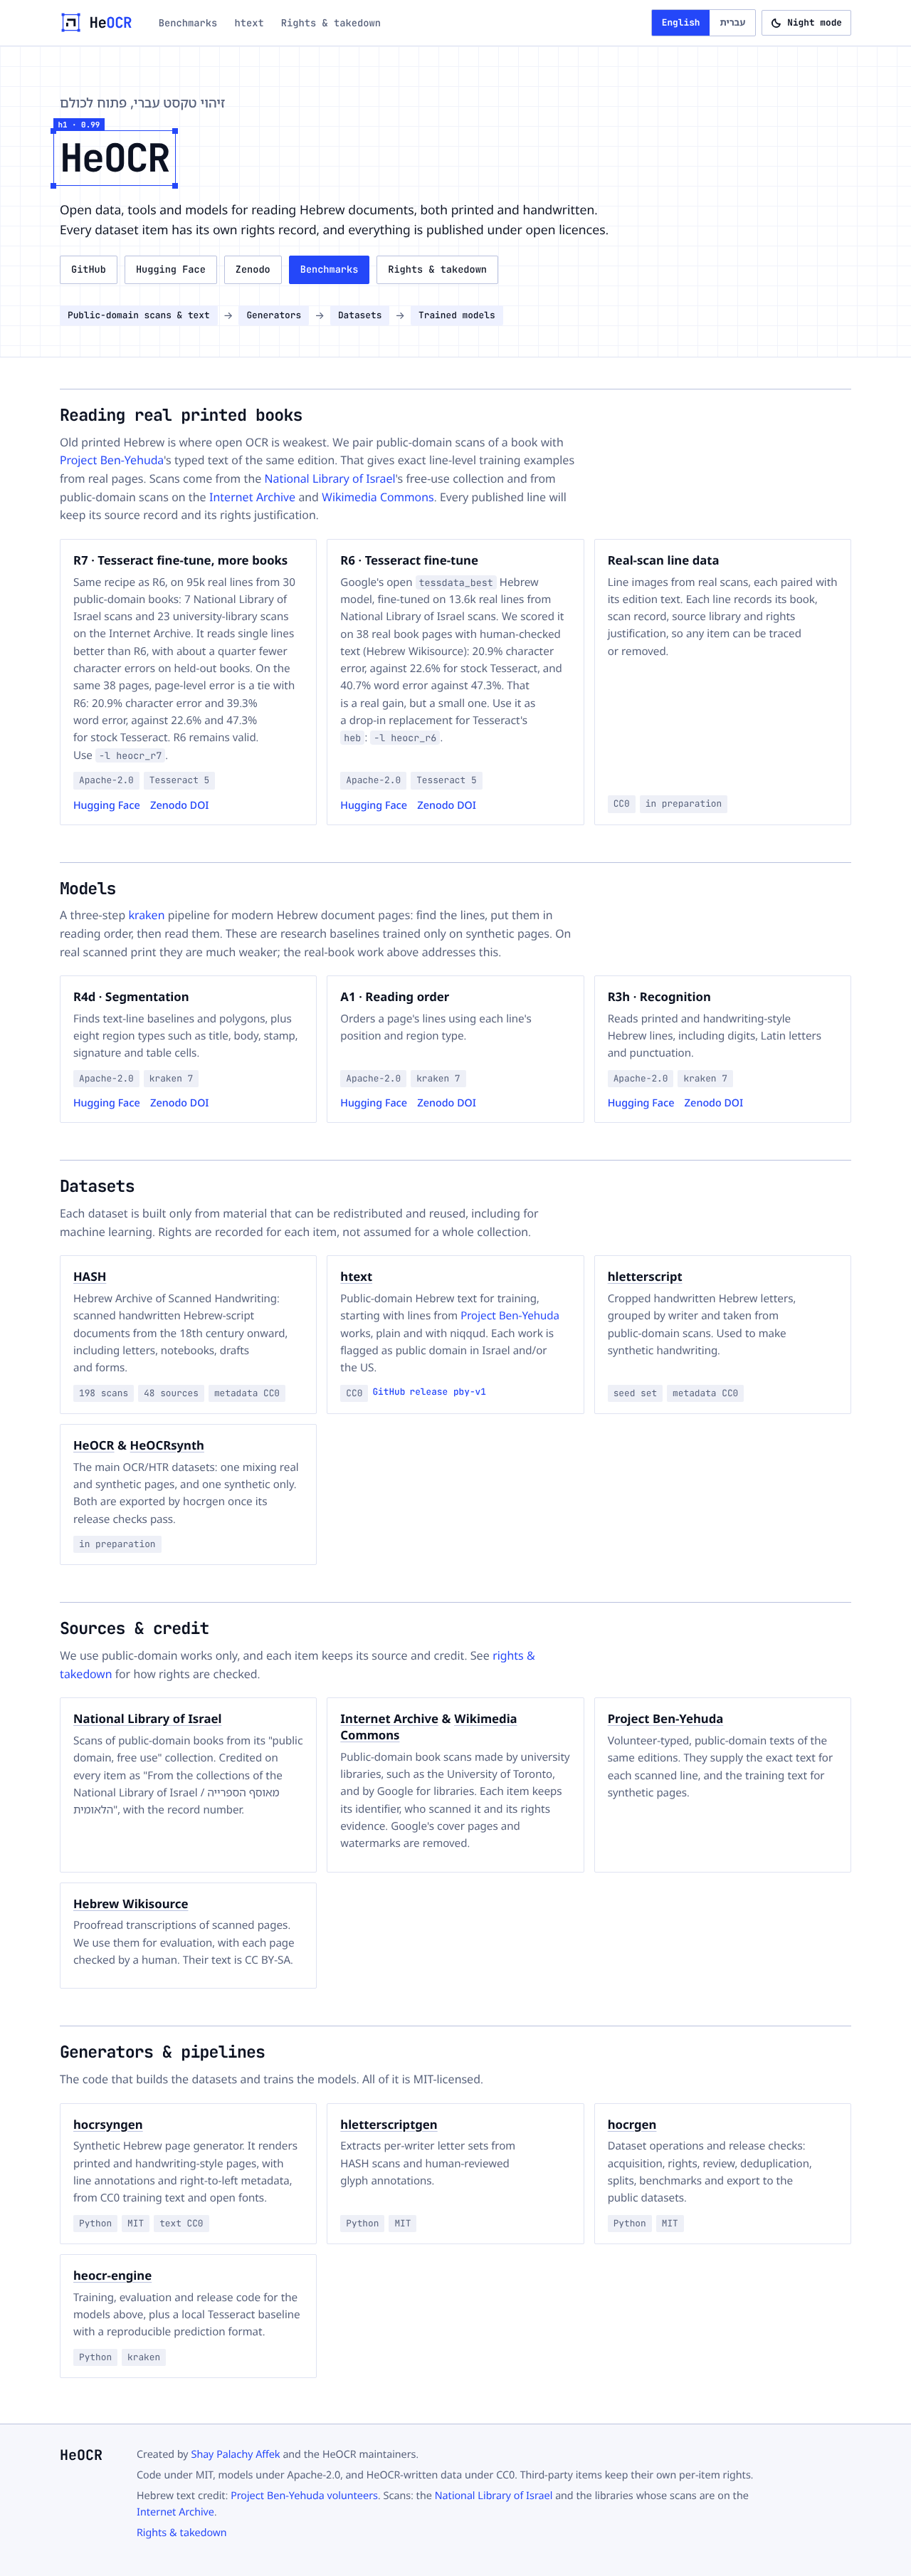 HeOCR
Benchmarks
htext
Rights & takedown
English
עברית
Night mode
זיהוי טקסט עברי, פתוח לכולם
h1 · 0.99
HeOCR
Open data, tools and models for reading Hebrew documents, both printed and handwritten.
Every dataset item has its own rights record, and everything is published under open licences.
GitHub
Hugging Face
Zenodo
Benchmarks
Rights & takedown
Public-domain scans & text → Generators → Datasets → Trained models
Reading real printed books
Old printed Hebrew is where open OCR is weakest. We pair public-domain scans of a book with
Project Ben-Yehuda's typed text of the same edition. That gives exact line-level training examples
from real pages. Scans come from the National Library of Israel's free-use collection and from
public-domain scans on the Internet Archive and Wikimedia Commons. Every published line will
keep its source record and its rights justification.
R7 · Tesseract fine-tune, more books
Same recipe as R6, on 95k real lines from 30
public-domain books: 7 National Library of
Israel scans and 23 university-library scans
on the Internet Archive. It reads single lines
better than R6, with about a quarter fewer
character errors on held-out books. On the
same 38 pages, page-level error is a tie with
R6: 20.9% character error and 39.3%
word error, against 22.6% and 47.3%
for stock Tesseract. R6 remains valid.
Use -l heocr_r7.
Apache-2.0
Tesseract 5
Hugging Face
Zenodo DOI
R6 · Tesseract fine-tune
Google's open tessdata_best Hebrew
model, fine-tuned on 13.6k real lines from
National Library of Israel scans. We scored it
on 38 real book pages with human-checked
text (Hebrew Wikisource): 20.9% character
error, against 22.6% for stock Tesseract, and
40.7% word error against 47.3%. That
is a real gain, but a small one. Use it as
a drop-in replacement for Tesseract's
heb: -l heocr_r6.
Apache-2.0
Tesseract 5
Hugging Face
Zenodo DOI
Real-scan line data
Line images from real scans, each paired with
its edition text. Each line records its book,
scan record, source library and rights
justification, so any item can be traced
or removed.
CC0
in preparation
Models
A three-step kraken pipeline for modern Hebrew document pages: find the lines, put them in
reading order, then read them. These are research baselines trained only on synthetic pages. On
real scanned print they are much weaker; the real-book work above addresses this.
R4d · Segmentation
Finds text-line baselines and polygons, plus
eight region types such as title, body, stamp,
signature and table cells.
Apache-2.0
kraken 7
Hugging Face
Zenodo DOI
A1 · Reading order
Orders a page's lines using each line's
position and region type.
Apache-2.0
kraken 7
Hugging Face
Zenodo DOI
R3h · Recognition
Reads printed and handwriting-style
Hebrew lines, including digits, Latin letters
and punctuation.
Apache-2.0
kraken 7
Hugging Face
Zenodo DOI
Datasets
Each dataset is built only from material that can be redistributed and reused, including for
machine learning. Rights are recorded for each item, not assumed for a whole collection.
HASH
Hebrew Archive of Scanned Handwriting:
scanned handwritten Hebrew-script
documents from the 18th century onward,
including letters, notebooks, drafts
and forms.
198 scans
48 sources
metadata CC0
htext
Public-domain Hebrew text for training,
starting with lines from Project Ben-Yehuda
works, plain and with niqqud. Each work is
flagged as public domain in Israel and/or
the US.
CC0
GitHub release pby-v1
hletterscript
Cropped handwritten Hebrew letters,
grouped by writer and taken from
public-domain scans. Used to make
synthetic handwriting.
seed set
metadata CC0
HeOCR & HeOCRsynth
The main OCR/HTR datasets: one mixing real
and synthetic pages, and one synthetic only.
Both are exported by hocrgen once its
release checks pass.
in preparation
Sources & credit
We use public-domain works only, and each item keeps its source and credit. See rights &
takedown for how rights are checked.
National Library of Israel
Scans of public-domain books from its "public
domain, free use" collection. Credited on
every item as "From the collections of the
National Library of Israel / מאוסף הספרייה
הלאומית", with the record number.
Internet Archive & Wikimedia
Commons
Public-domain book scans made by university
libraries, such as the University of Toronto,
and by Google for libraries. Each item keeps
its identifier, who scanned it and its rights
evidence. Google's cover pages and
watermarks are removed.
Project Ben-Yehuda
Volunteer-typed, public-domain texts of the
same editions. They supply the exact text for
each scanned line, and the training text for
synthetic pages.
Hebrew Wikisource
Proofread transcriptions of scanned pages.
We use them for evaluation, with each page
checked by a human. Their text is CC BY-SA.
Generators & pipelines
The code that builds the datasets and trains the models. All of it is MIT-licensed.
hocrsyngen
Synthetic Hebrew page generator. It renders
printed and handwriting-style pages, with
line annotations and right-to-left metadata,
from CC0 training text and open fonts.
Python
MIT
text CC0
hletterscriptgen
Extracts per-writer letter sets from
HASH scans and human-reviewed
glyph annotations.
Python
MIT
hocrgen
Dataset operations and release checks:
acquisition, rights, review, deduplication,
splits, benchmarks and export to the
public datasets.
Python
MIT
heocr-engine
Training, evaluation and release code for the
models above, plus a local Tesseract baseline
with a reproducible prediction format.
Python
kraken
HeOCR
Created by Shay Palachy Affek and the HeOCR maintainers.
Code under MIT, models under Apache-2.0, and HeOCR-written data under CC0. Third-party items keep their own per-item rights.
Hebrew text credit: Project Ben-Yehuda volunteers. Scans: the National Library of Israel and the libraries whose scans are on the
Internet Archive.
Rights & takedown